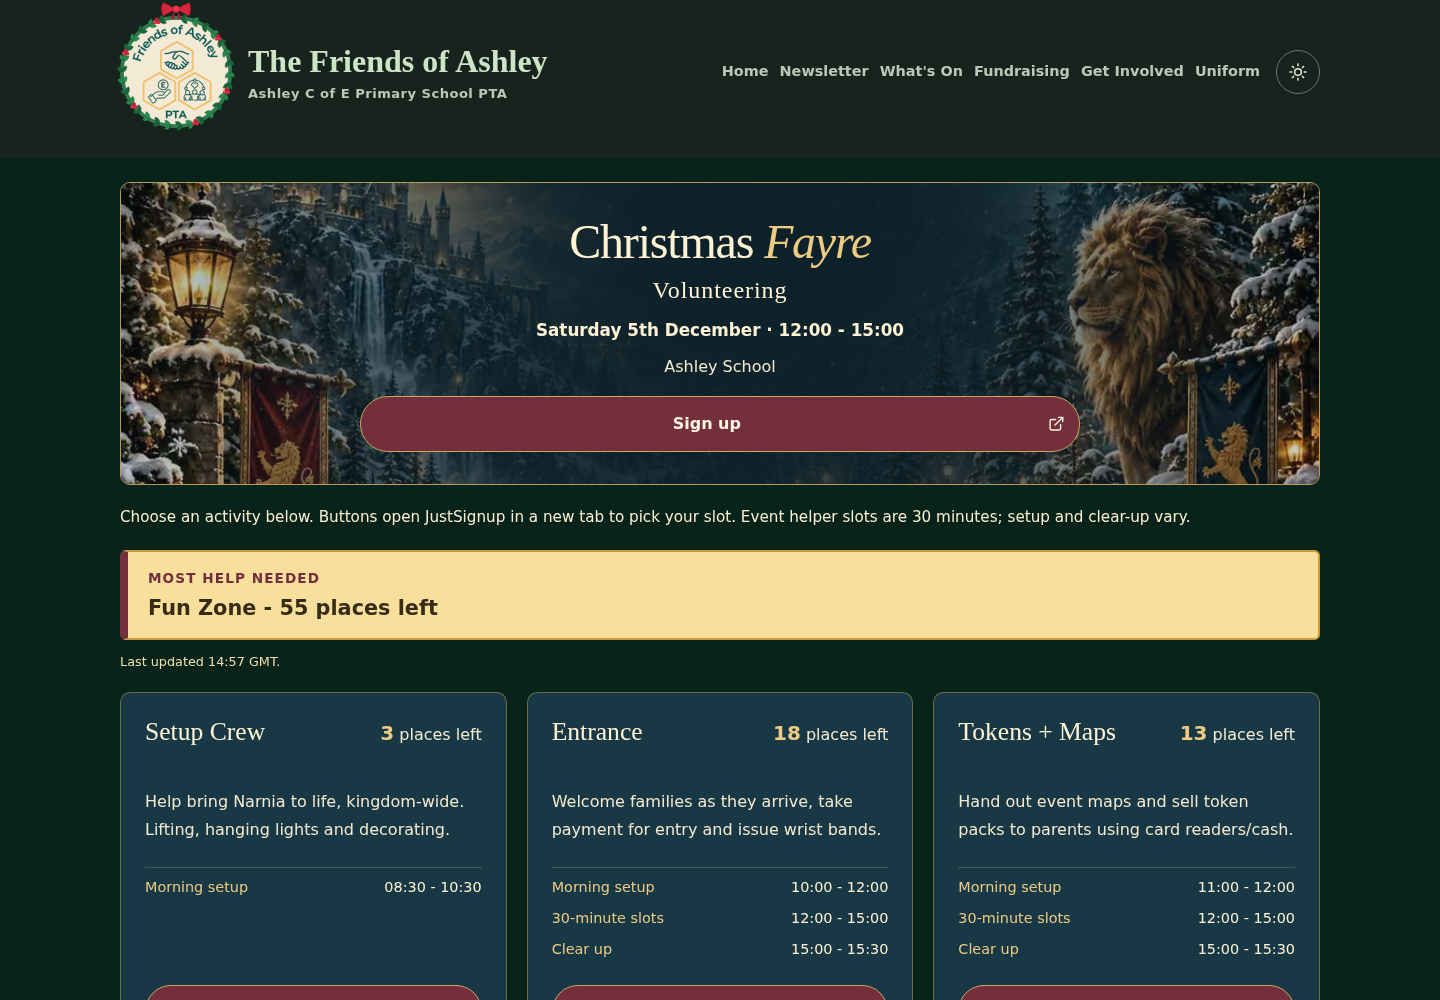 Friends of Ashley
PTA
The Friends of Ashley
Ashley C of E Primary School PTA
Home Newsletter What's On Fundraising Get Involved Uniform
Christmas Fayre
Volunteering
Saturday 5th December · 12:00 - 15:00
Ashley School
Sign up
Choose an activity below. Buttons open JustSignup in a new tab to pick your slot. Event helper slots are 30 minutes; setup and clear-up vary.
MOST HELP NEEDED
Fun Zone - 55 places left
Last updated 14:57 GMT.
Setup Crew 3 places left
Help bring Narnia to life, kingdom-wide.
Lifting, hanging lights and decorating.
Morning setup 08:30 - 10:30
Entrance 18 places left
Welcome families as they arrive, take
payment for entry and issue wrist bands.
Morning setup 10:00 - 12:00
30-minute slots 12:00 - 15:00
Clear up 15:00 - 15:30
Tokens + Maps 13 places left
Hand out event maps and sell token
packs to parents using card readers/cash.
Morning setup 11:00 - 12:00
30-minute slots 12:00 - 15:00
Clear up 15:00 - 15:30